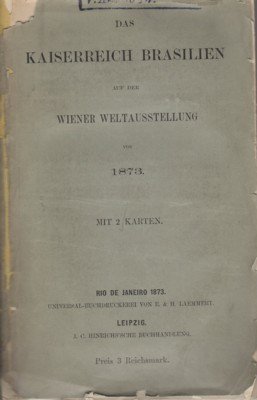 DAS
KAISERREICH BRASILIEN
AUF DER
WIENER WELTAUSSTELLUNG
VON
1873.
MIT 2 KARTEN.
RIO DE JANEIRO 1873.
UNIVERSAL-BUCHDRUCKEREI VON E. & H. LAEMMERT.
LEIPZIG.
J. C. HINRICHS'SCHE BUCHHANDLUNG.
Preis 3 Reichsmark.